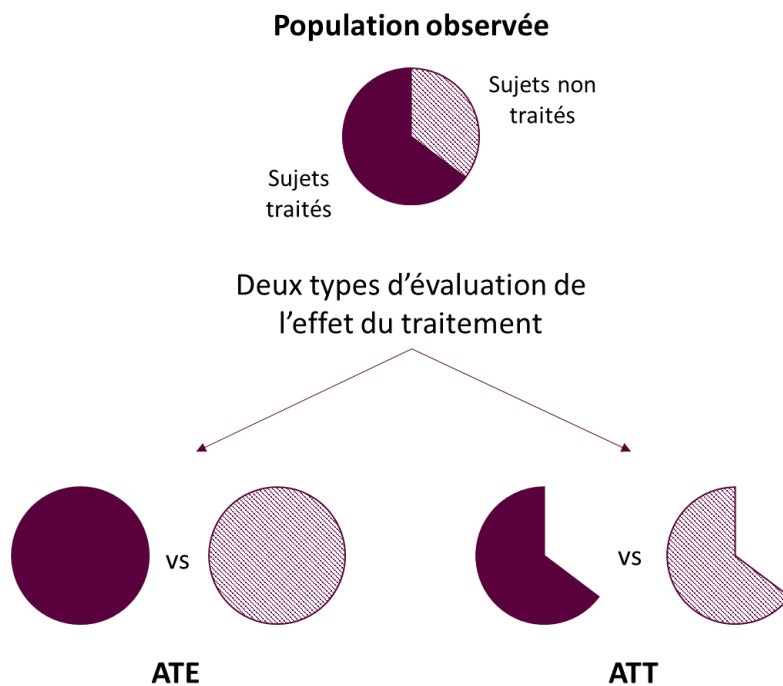 Population observée
Sujets non
traités
Sujets
traités
Deux types d’évaluation de
l’effet du traitement
vs
vs
ATE
ATT